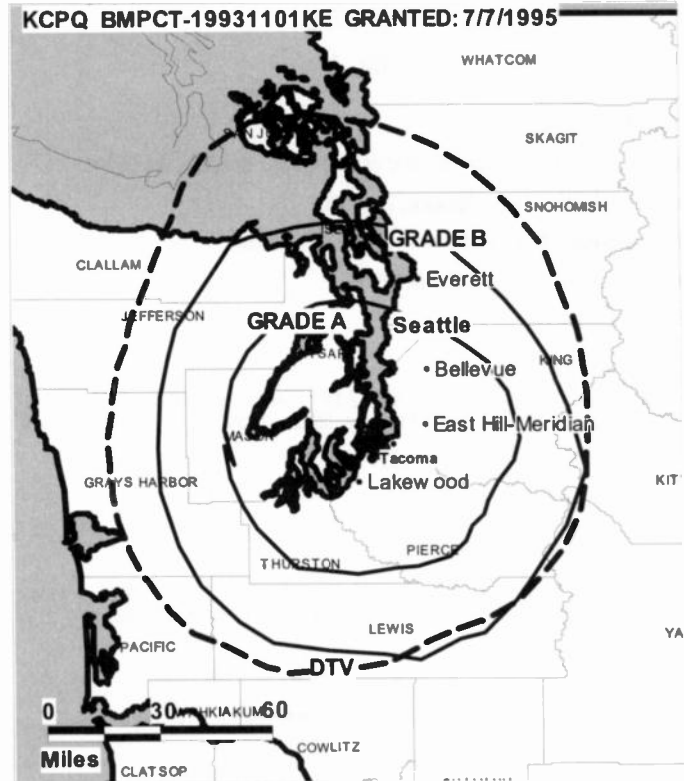 KCPQ BMPCT-19931101KE GRANTED: 7/7/1995
WHATCOM
SKAGIT
SNOHOMISH
GRADE B
CLALLAM
Everett
JEFFERSON
GRADE A
Seattle
KING
Bellevue
East Hill-Meridian
MASON
Tacoma
GRAYS HARBOR
Lakewood
KIT
THURSTON
PIERCE
LEWIS
YA
PACIFIC
DTV
0 30 60
Miles
COWLITZ
CLATSOP